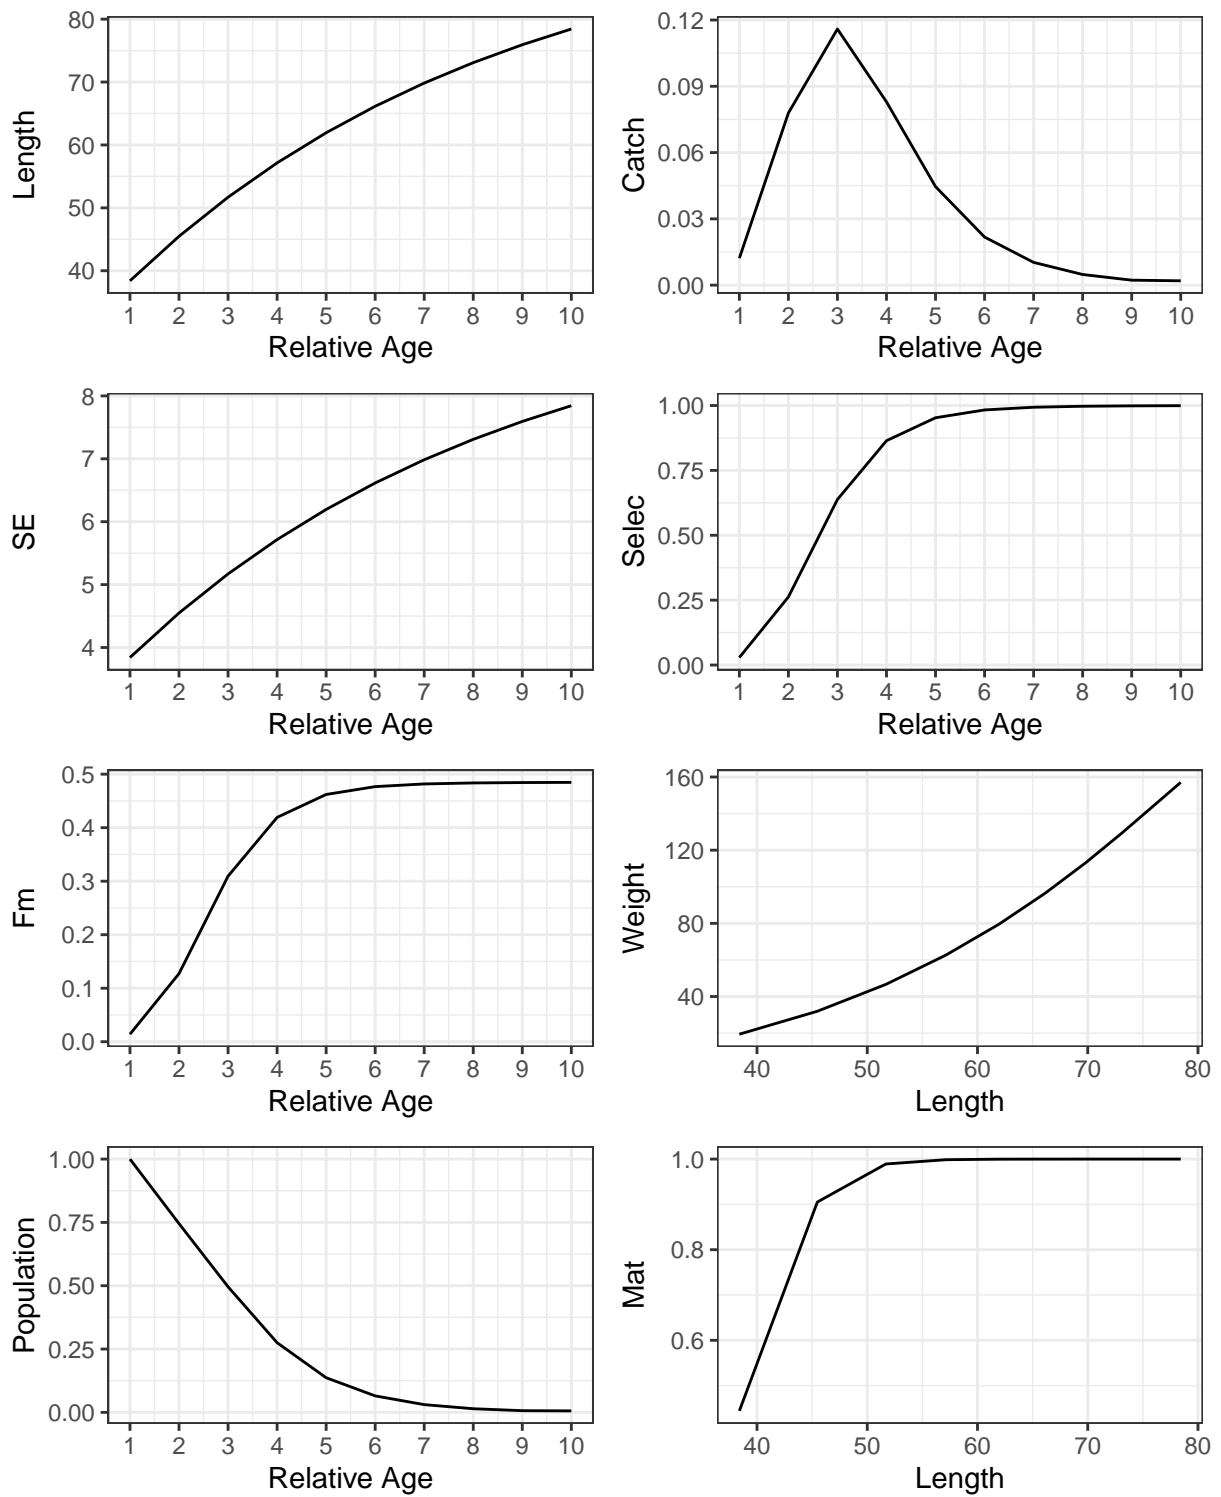 Length
80
70
60
50
40
1 2 3 4 5 6 7 8 9 10
Relative Age
Catch
0.12
0.09
0.06
0.03
0.00
1 2 3 4 5 6 7 8 9 10
Relative Age
SE
8
7
6
5
4
1 2 3 4 5 6 7 8 9 10
Relative Age
Selec
1.00
0.75
0.50
0.25
0.00
1 2 3 4 5 6 7 8 9 10
Relative Age
Fm
0.5
0.4
0.3
0.2
0.1
0.0
1 2 3 4 5 6 7 8 9 10
Relative Age
Weight
160
120
80
40
40 50 60 70 80
Length
Population
1.00
0.75
0.50
0.25
0.00
1 2 3 4 5 6 7 8 9 10
Relative Age
Mat
1.0
0.8
0.6
40 50 60 70 80
Length